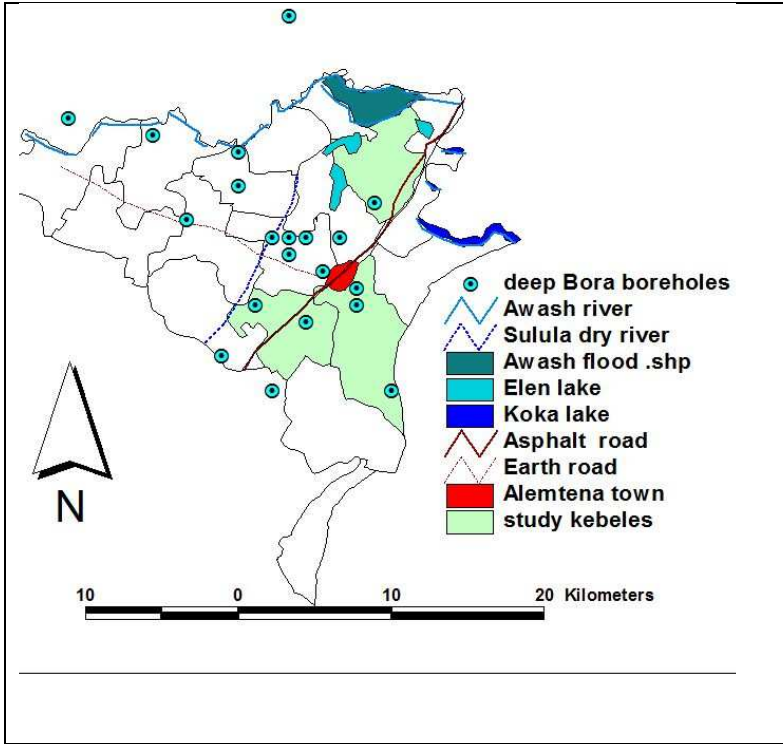 deep Bora boreholes
Awash river
Sulula dry river
Awash flood .shp
Elen lake
Koka lake
Asphalt road
Earth road
Alemtena town
study kebeles
N
10 0 10 20 Kilometers